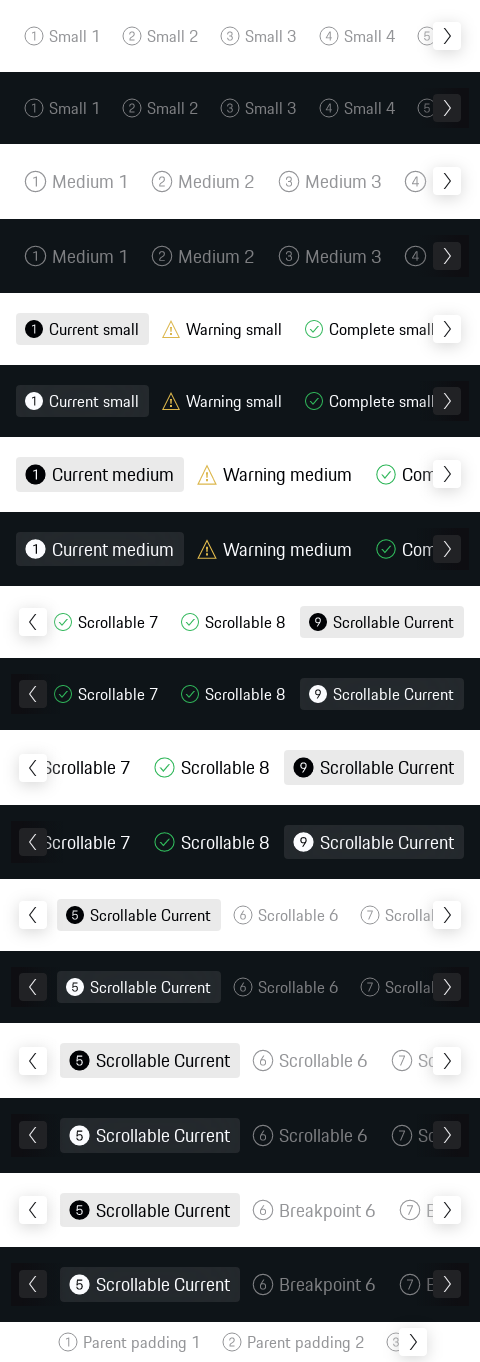 1 Small 1 2 Small 2 3 Small 3 4 Small 4 5
1 Small 1 2 Small 2 3 Small 3 4 Small 4 5
1 Medium 1 2 Medium 2 3 Medium 3 4
1 Medium 1 2 Medium 2 3 Medium 3 4
1 Current small Warning small Complete small
1 Current small Warning small Complete small
1 Current medium Warning medium Com
1 Current medium Warning medium Com
Scrollable 7 Scrollable 8 9 Scrollable Current
Scrollable 7 Scrollable 8 9 Scrollable Current
Scrollable 7 Scrollable 8 9 Scrollable Current
Scrollable 7 Scrollable 8 9 Scrollable Current
5 Scrollable Current 6 Scrollable 6 7 Scrolla
5 Scrollable Current 6 Scrollable 6 7 Scrolla
5 Scrollable Current 6 Scrollable 6 7 Sc
5 Scrollable Current 6 Scrollable 6 7 Sc
5 Scrollable Current 6 Breakpoint 6 7 B
5 Scrollable Current 6 Breakpoint 6 7 B
1 Parent padding 1 2 Parent padding 2 3